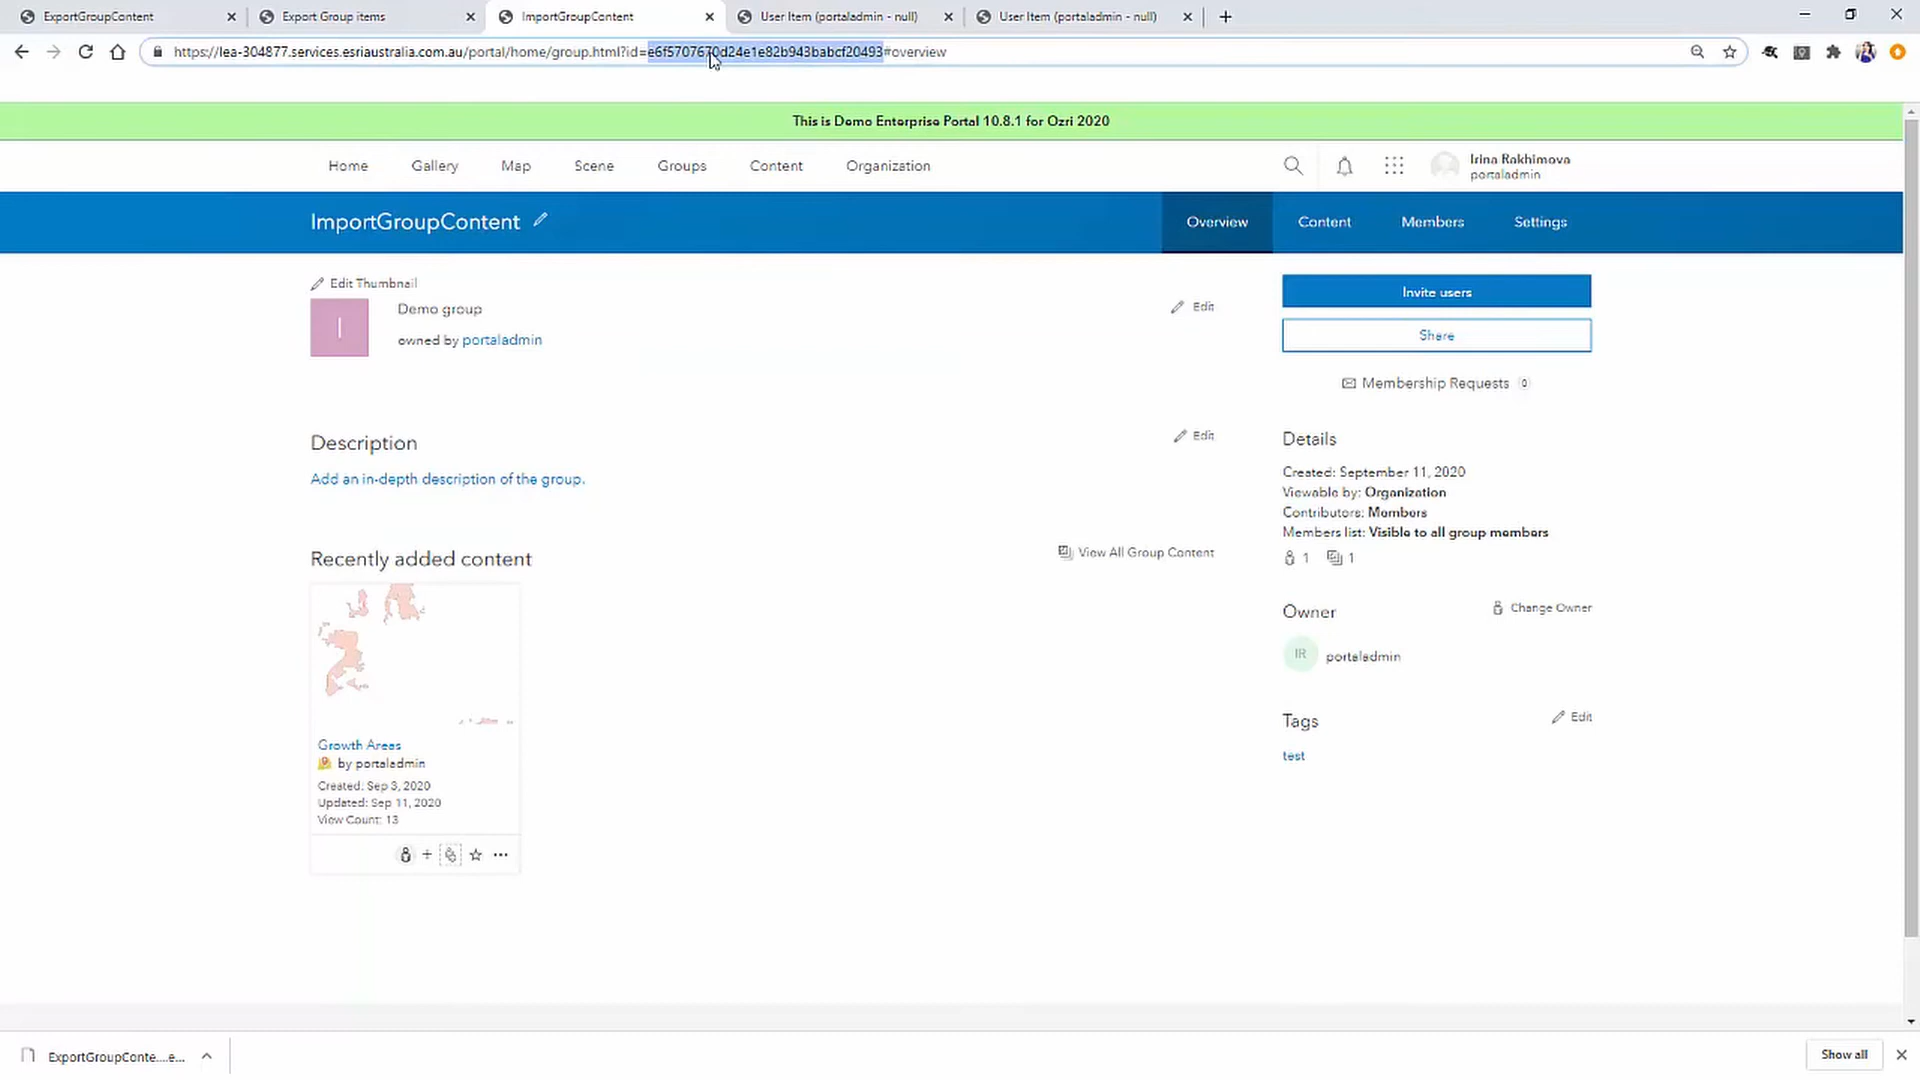 ExportGroupContent
Export Group items
ImportGroupContent
User Item (portaladmin - null)
User Item (portaladmin - null)
https://lea-304877.services.esriaustralia.com.au/portal/home/group.html?id=e6f5707670d24e1e82b943babcf20493#overview
This is Demo Enterprise Portal 10.8.1 for Ozri 2020
Home Gallery Map Scene Groups Content Organization
Irina Rakhimova
portaladmin
ImportGroupContent
Overview Content Members Settings
Edit Thumbnail
I
Demo group
owned by portaladmin
Edit
Description
Edit
Add an in-depth description of the group.
Recently added content
View All Group Content
Growth Areas
by portaladmin
Created: Sep 3, 2020
Updated: Sep 11, 2020
View Count: 13
Invite users
Share
Membership Requests 0
Details
Created: September 11, 2020
Viewable by: Organization
Contributors: Members
Members list: Visible to all group members
1 1
Owner
Change Owner
IR
portaladmin
Tags
Edit
test
ExportGroupConte....e...
Show all